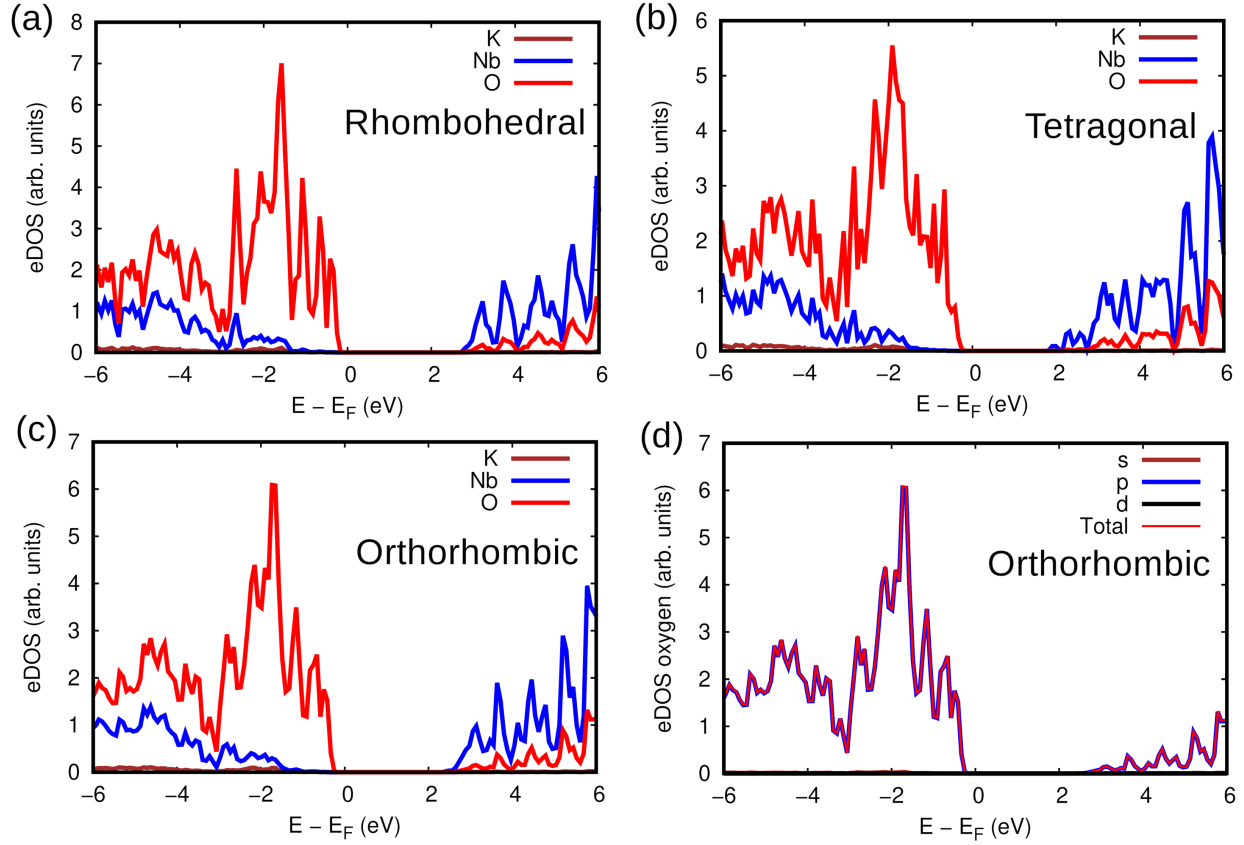 (a)
8
7
6
5
4
3
2
1
0
eDOS (arb. units)
K
Nb
O
Rhombohedral
−6 −4 −2 0 2 4 6
E − E_F (eV)
(b)
6
5
4
3
2
1
0
eDOS (arb. units)
K
Nb
O
Tetragonal
−6 −4 −2 0 2 4 6
E − E_F (eV)
(c)
7
6
5
4
3
2
1
0
eDOS (arb. units)
K
Nb
O
Orthorhombic
−6 −4 −2 0 2 4 6
E − E_F (eV)
(d)
7
6
5
4
3
2
1
0
eDOS oxygen (arb. units)
s
p
d
Total
Orthorhombic
−6 −4 −2 0 2 4 6
E − E_F (eV)